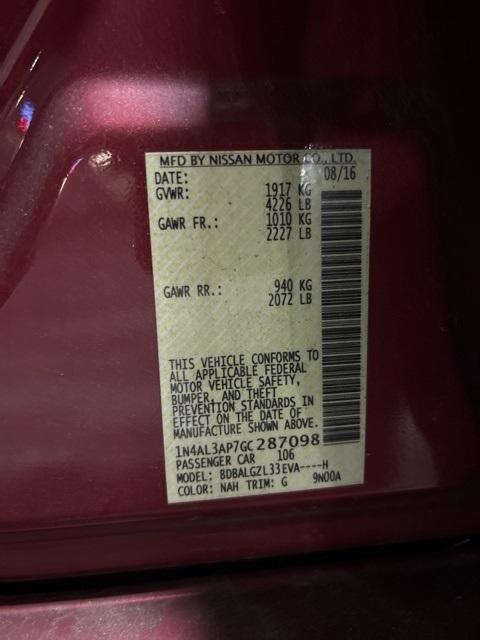 MFD BY NISSAN MOTOR CO., LTD.
DATE: 08/16
GVWR: 1917 KG
4226 LB
GAWR FR.: 1010 KG
2227 LB
GAWR RR.: 940 KG
2072 LB
THIS VEHICLE CONFORMS TO
ALL APPLICABLE FEDERAL
MOTOR VEHICLE SAFETY,
BUMPER, AND THEFT
PREVENTION STANDARDS IN
EFFECT ON THE DATE OF
MANUFACTURE SHOWN ABOVE.
1N4AL3AP7GC287098
PASSENGER CAR 106
MODEL: BDBALGZL33EVA----H
COLOR: NAH TRIM: G 9N00A